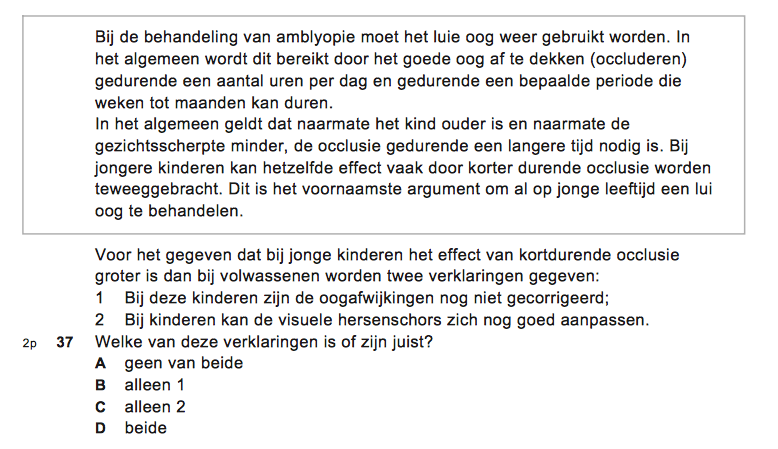 Bij de behandeling van amblyopie moet het luie oog weer gebruikt worden. In
het algemeen wordt dit bereikt door het goede oog af te dekken (occluderen)
gedurende een aantal uren per dag en gedurende een bepaalde periode die
weken tot maanden kan duren.
In het algemeen geldt dat naarmate het kind ouder is en naarmate de
gezichtsscherpte minder, de occlusie gedurende een langere tijd nodig is. Bij
jongere kinderen kan hetzelfde effect vaak door korter durende occlusie worden
teweeggebracht. Dit is het voornaamste argument om al op jonge leeftijd een lui
oog te behandelen.
Voor het gegeven dat bij jonge kinderen het effect van kortdurende occlusie
groter is dan bij volwassenen worden twee verklaringen gegeven:
1 Bij deze kinderen zijn de oogafwijkingen nog niet gecorrigeerd;
2 Bij kinderen kan de visuele hersenschors zich nog goed aanpassen.
2p 37 Welke van deze verklaringen is of zijn juist?
A geen van beide
B alleen 1
C alleen 2
D beide